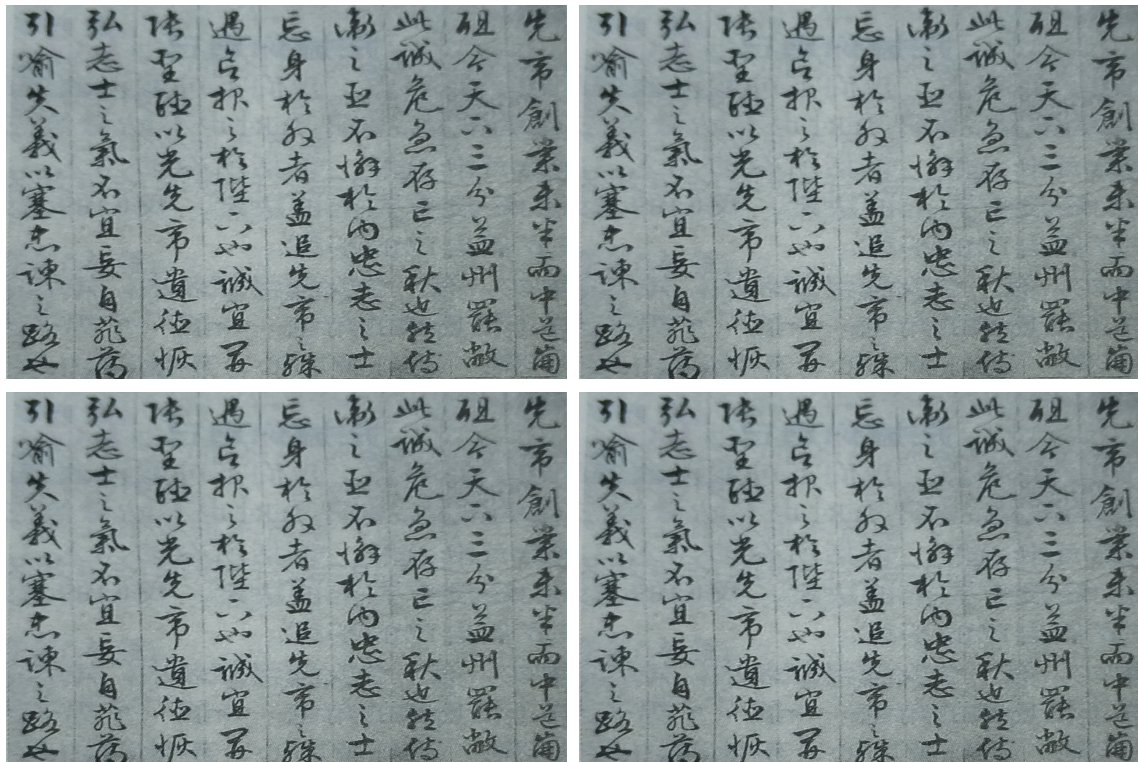 先帝創業未半而中道崩
殂今天下三分益州罷敝
此誠危急存亡之秋也然侍
衛之臣不懈於內忠志之士
忘身於外者蓋追先帝之殊
遇欲報之於陛下也誠宜開
張聖聽以光先帝遺德恢
弘志士之氣不宜妄自菲薄
引喻失義以塞忠諫之路也
先帝創業未半而中道崩
殂今天下三分益州罷敝
此誠危急存亡之秋也然侍
衛之臣不懈於內忠志之士
忘身於外者蓋追先帝之殊
遇欲報之於陛下也誠宜開
張聖聽以光先帝遺德恢
弘志士之氣不宜妄自菲薄
引喻失義以塞忠諫之路也
先帝創業未半而中道崩
殂今天下三分益州罷敝
此誠危急存亡之秋也然侍
衛之臣不懈於內忠志之士
忘身於外者蓋追先帝之殊
遇欲報之於陛下也誠宜開
張聖聽以光先帝遺德恢
弘志士之氣不宜妄自菲薄
引喻失義以塞忠諫之路也
先帝創業未半而中道崩
殂今天下三分益州罷敝
此誠危急存亡之秋也然侍
衛之臣不懈於內忠志之士
忘身於外者蓋追先帝之殊
遇欲報之於陛下也誠宜開
張聖聽以光先帝遺德恢
弘志士之氣不宜妄自菲薄
引喻失義以塞忠諫之路也